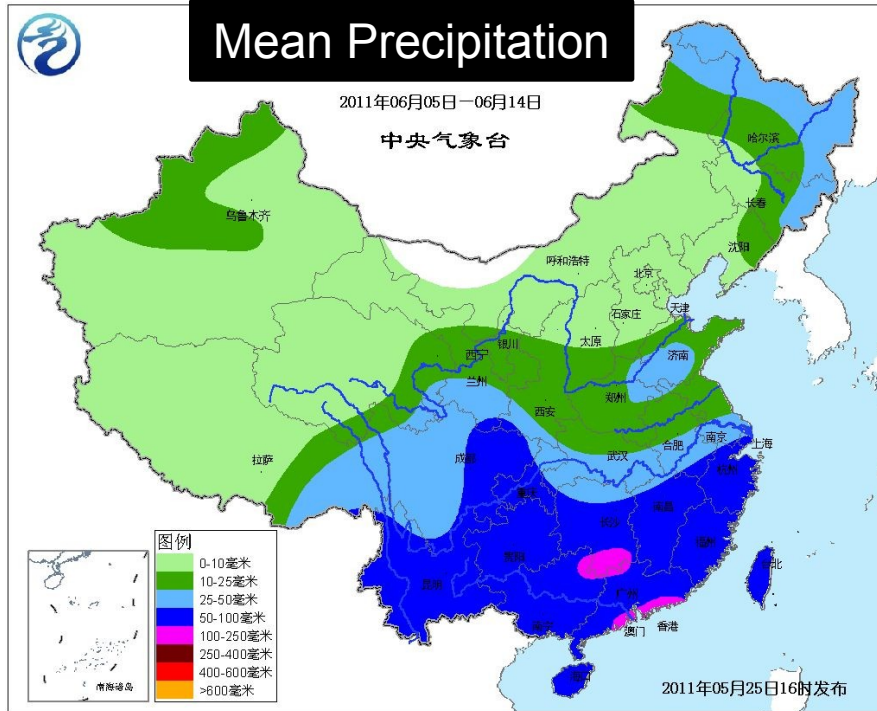 Mean Precipitation
2011年06月05日－06月14日
中央气象台
哈尔滨
长春
乌鲁木齐
沈阳
呼和浩特
北京
天津
石家庄
银川
太原
西宁
济南
兰州
郑州
西安
南京
合肥
上海
武汉
拉萨
成都
杭州
重庆
南昌
长沙
贵阳
福州
台北
昆明
广州
南宁
香港
澳门
海口
图例
0-10毫米
10-25毫米
25-50毫米
50-100毫米
100-250毫米
250-400毫米
400-600毫米
>600毫米
南海诸岛
2011年05月25日16时发布